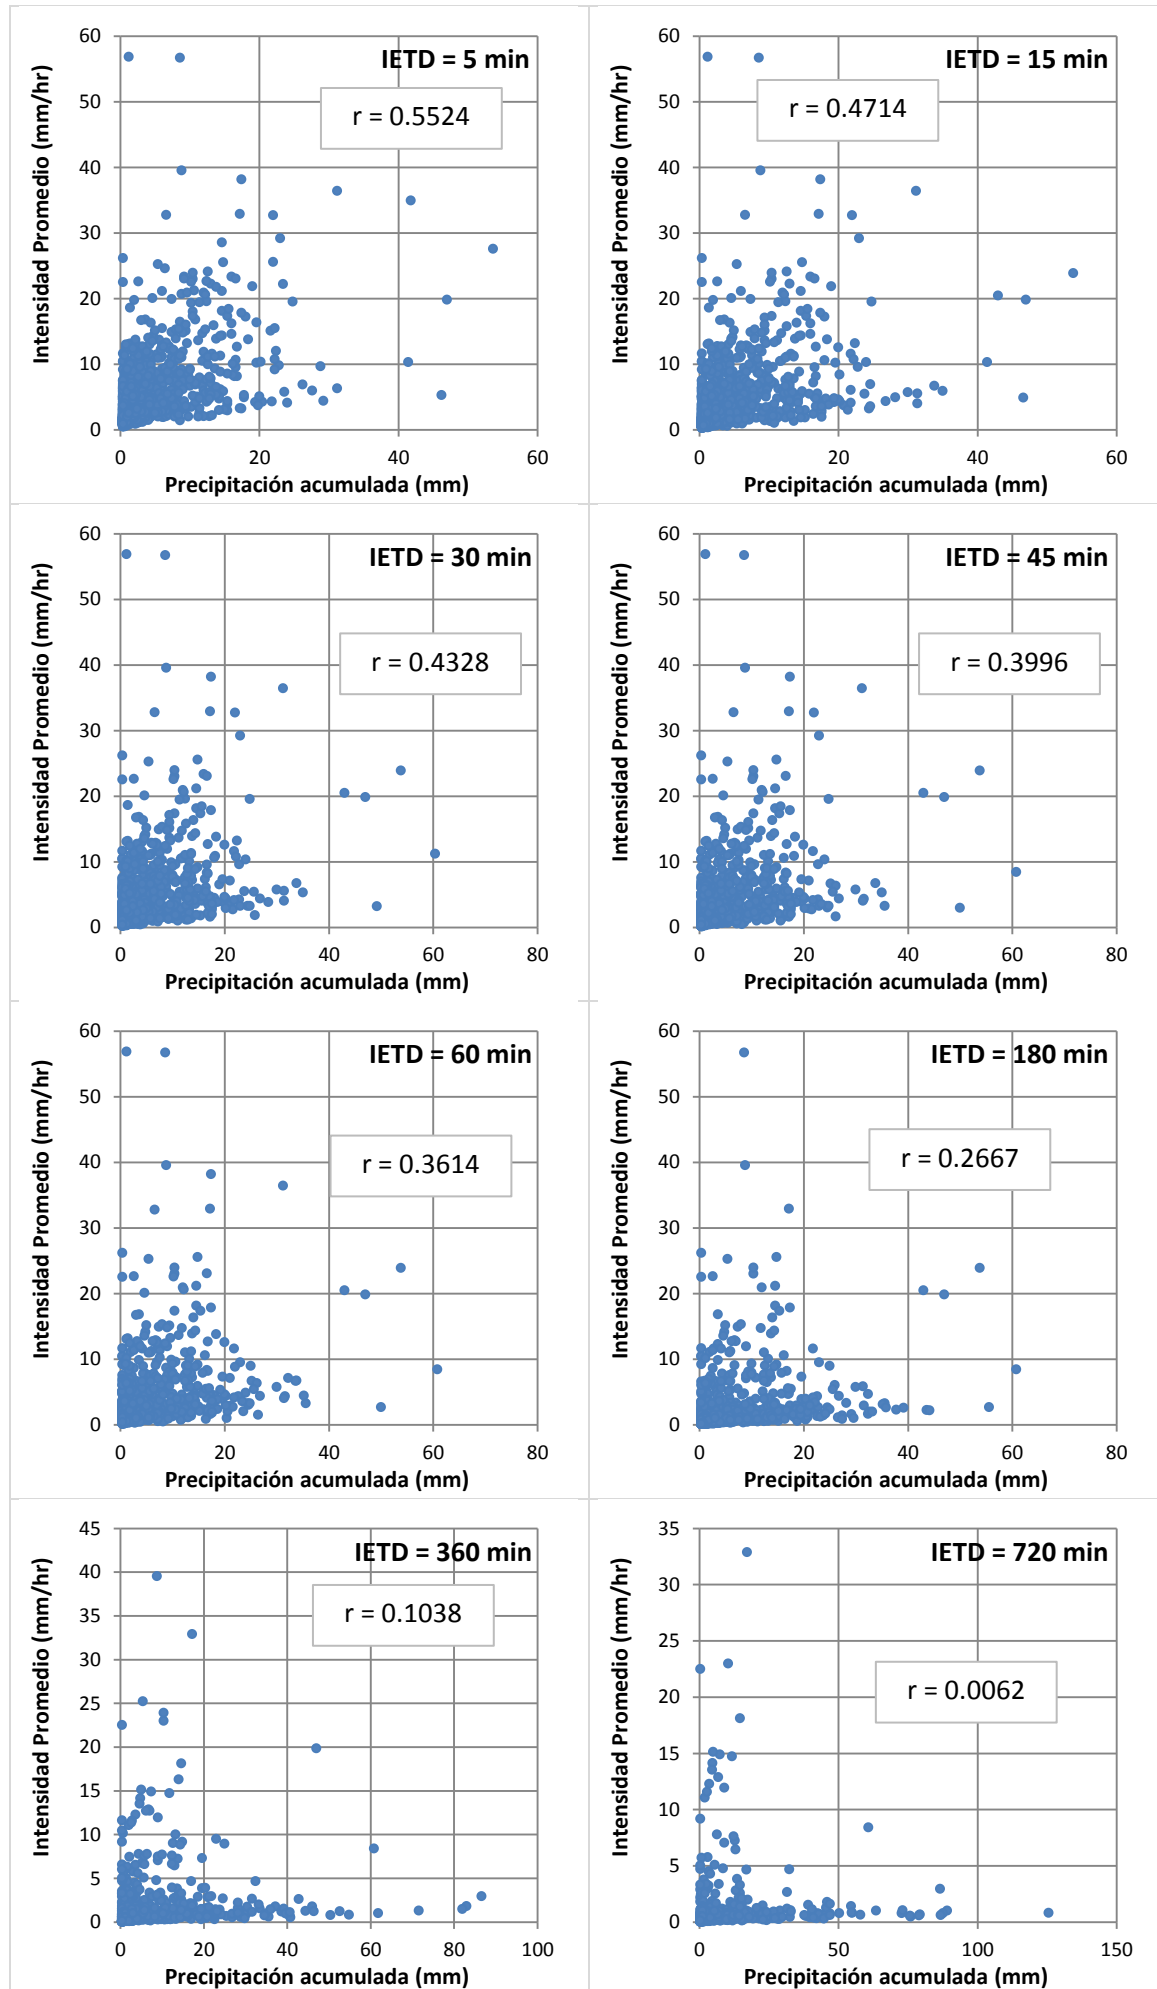 IETD = 5 min
r = 0.5524
Intensidad Promedio (mm/hr)
60
50
40
30
20
10
0
0 20 40 60
Precipitación acumulada (mm)
IETD = 15 min
r = 0.4714
Intensidad Promedio (mm/hr)
60
50
40
30
20
10
0
0 20 40 60
Precipitación acumulada (mm)
IETD = 30 min
r = 0.4328
Intensidad Promedio (mm/hr)
60
50
40
30
20
10
0
0 20 40 60 80
Precipitación acumulada (mm)
IETD = 45 min
r = 0.3996
Intensidad Promedio (mm/hr)
60
50
40
30
20
10
0
0 20 40 60 80
Precipitación acumulada (mm)
IETD = 60 min
r = 0.3614
Intensidad Promedio (mm/hr)
60
50
40
30
20
10
0
0 20 40 60 80
Precipitación acumulada (mm)
IETD = 180 min
r = 0.2667
Intensidad Promedio (mm/hr)
60
50
40
30
20
10
0
0 20 40 60 80
Precipitación acumulada (mm)
IETD = 360 min
r = 0.1038
Intensidad Promedio (mm/hr)
45
40
35
30
25
20
15
10
5
0
0 20 40 60 80 100
Precipitación acumulada (mm)
IETD = 720 min
r = 0.0062
Intensidad Promedio (mm/hr)
35
30
25
20
15
10
5
0
0 50 100 150
Precipitación acumulada (mm)